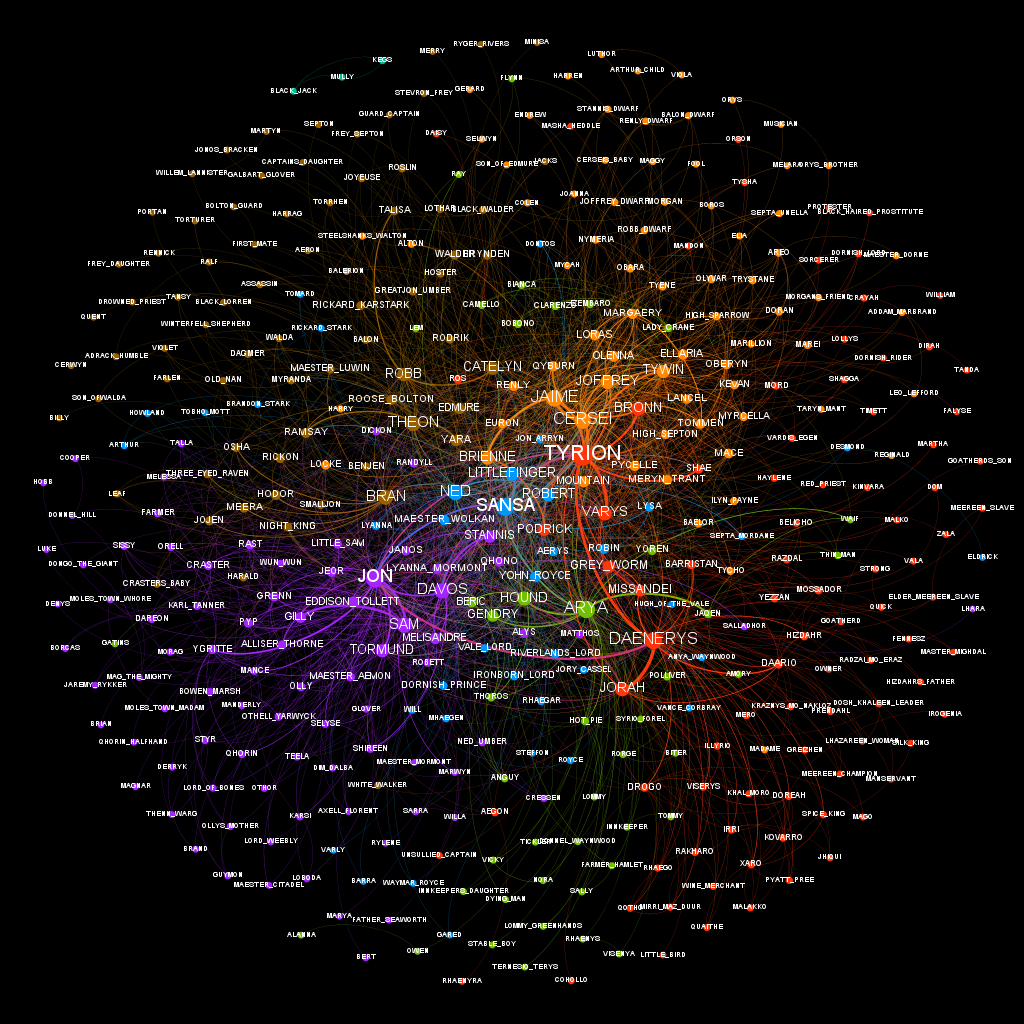 MINISA
RYGER_RIVERS
MERRY
LUTHOR
KEGS
ARTHUR_CHILD
VIOLA
MULLY
FLYNN
HARREN
BLACK_JACK
GERARD
STEVRON_FREY
ORYS
STANNIS_DWARF
GUARD_CAPTAIN
ENDREW
BALON_DWARF
RENLY_DWARF
SEPTON
MASHA_HEDDLE
MUSICIAN
MARTYN
FREY_SEPTON
DAISY
SELWYN
ORSON
JONOS_BRACKEN
CAPTAINS_DAUGHTER
SON_OF_EDMURE
JACKS
CERSEIS_BABY
MAGGY
FOOL
MELARA
ORYS_BROTHER
WILLEM_LANNISTER
GALBART_GLOVER
JOYEUSE
ROSLIN
RAY
TYSHA
JOANNA
BOLTON_GUARD
TORRHEN
COLEN
JOFFREY_DWARF
MORGAN
BOROS
PORTAN
HARRAG
TALISA
LOTHAR
BLACK_WALDER
SEPTA_UNELLA
PROTESTER
BLACK_HAIRED_PROSTITUTE
TORTURER
STEELSHANKS_WALTON
ROBB_DWARF
FIRST_MATE
ALTON
DONTOS
NYMERIA
MANDON
ELIA
RENNICK
AERON
WALDER
BRYNDEN
AREO
DORNISH_LORD
MAESTER_DORNE
FREY_DAUGHTER
RALF
BALERION
HOSTER
MYCAH
OBARA
SORCERER
ASSASSIN
GREATJON_UMBER
BIANCA
TYENE
OLYVAR
TRYSTANE
DROWNED_PRIEST
TANSY
BLACK_LORREN
TOMARD
RICKARD_KARSTARK
CAMELLO
CLARENZO
BEMBARO
MORGANS_FRIEND
CRAYAH
WILLIAM
QUENT
WINTERFELL_SHEPHERD
RICKARD_STARK
LEM
BOBONO
MARGAERY
LADY_CRANE
HIGH_SPARROW
DORAN
ADDAM_MARBRAND
VIOLET
WALDA
BALON
RODRIK
LORAS
MARILLION
MAREI
LOLLYS
DIRAH
ADRACK_HUMBLE
DAGMER
OLENNA
ELLARIA
DORNISH_RIDER
CERWYN
MAESTER_LUWIN
ROBB
CATELYN
QYBURN
TYWIN
OBERYN
TANDA
FARLEN
OLD_NAN
MYRANDA
ROS
RENLY
JOFFREY
KEVAN
MORD
SHAGGA
LEO_LEFFORD
SON_OF_WALDA
BRANDON_STARK
ROOSE_BOLTON
JAIME
LANCEL
BILLY
HOWLAND
TOBHO_MOTT
HARRY
EDMURE
BRONN
MYRCELLA
TARYN_MANT
TIMETT
FALYSE
THEON
EURON
CERSEI
TOMMEN
ARTHUR
TALLA
RAMSAY
DICKON
YARA
JON_ARRYN
HIGH_SEPTON
VARDIS_EGEN
DESMOND
MARTHA
COOPER
OSHA
RICKON
BRIENNE
TYRION
MACE
REGINALD
GOATHERDS_SON
MELESSA
THREE_EYED_RAVEN
LOCKE
BENJEN
RANDYLL
LITTLEFINGER
PYCELLE
SHAE
HOBB
MOUNTAIN
MERYN_TRANT
HAYLENE
RED_PRIEST
KINVARA
DOM
LEAF
HODOR
BRAN
NED
ROBERT
ILYN_PAYNE
MEERA
SMALLJON
SANSA
LYSA
MEEREEN_SLAVE
DONNEL_HILL
FARMER
JOJEN
NIGHT_KING
LYANNA
MAESTER_WOLKAN
VARYS
BAELOR
BELICHO
WAIF
MALKO
PODRICK
STANNIS
SEPTA_MORDANE
ZALA
LUKE
SISSY
ORELL
RAST
LITTLE_SAM
JANOS
AERYS
ROBIN
YOREN
THIN_MAN
ELDRICK
DONGO_THE_GIANT
CRASTER
WUN_WUN
JEOR
LYANNA_MORMONT
QHONO
GREY_WORM
BARRISTAN
TYCHO
RAZDAL
STRONG
VALA
CRASTERS_BABY
HARALD
JON
YOHN_ROYCE
MOLES_TOWN_WHORE
GRENN
DAVOS
HOUND
MISSANDEI
MOSSADOR
YEZZAN
ELDER_MEEREEN_SLAVE
DENYS
KARL_TANNER
EDDISON_TOLLETT
BERIC
ARYA
HUGH_OF_THE_VALE
JAQEN
QUICK
LHARA
DAREON
PYP
GILLY
SAM
GENDRY
SALLADHOR
GOATHERD
GATINS
ALLISER_THORNE
MELISANDRE
ALYS
MATTHOS
DAENERYS
HIZDAHR
FENNESZ
BORCAS
MORAG
YGRITTE
TORMUND
VALE_LORD
RIVERLANDS_LORD
ANYA_WAYNWOOD
DAARIO
MASTER_MIGHDAL
MAG_THE_MIGHTY
MANCE
MAESTER_AEMON
ROBETT
IRONBORN_LORD
JORY_CASSEL
POLLIVER
AMORY
OWNER
RADZAL_MO_ERAZ
JAREMY_RYKKER
BOWEN_MARSH
OLLY
DORNISH_PRINCE
JORAH
HIZDAHRS_FATHER
MOLES_TOWN_MADAM
MANDERLY
GLOVER
WILL
THOROS
RHAEGAR
VANCE_CORBRAY
KRAZNYS_MO_NAKLOZ
DOSH_KHALEEN_LEADER
BRIAN
OTHELL_YARWYCK
SELYSE
MHAEGEN
HOT_PIE
SYRIO_FOREL
MERO
PRENDAHL
IROGENIA
QHORIN_HALFHAND
STYR
NED_UMBER
ILLYRIO
LHAZAREEN_WOMAN
SILK_KING
DERRYK
QHORIN
TEELA
SHIREEN
MAESTER_MORMONT
STEFFON
ROYCE
RORGE
BITER
MADAME
GREIZHEN
MAGNAR
DIM_DALBA
MARWYN
ANGUY
MEEREEN_CHAMPION
MANSERVANT
LORD_OF_BONES
OTHOR
WHITE_WALKER
CRESSEN
LOMMY
DROGO
VISERYS
KHAL_MORO
DOREAH
THENN_WARG
KARSI
AXELL_FLORENT
SARRA
WILLA
AEGON
TOMMY
SPICE_KING
MAGO
OLLYS_MOTHER
INNKEEPER
IRRI
KOVARRO
BRAND
LORD_WEEBLY
VARLY
RYLENE
UNSULLIED_CAPTAIN
TICKLER
DONNEL_WAYNWOOD
RAKHARO
JHIQUI
VICKY
FARMER_HAMLET
RHAEGO
XARO
GUYMON
LOBODA
BARRA
WAYMAR_ROYCE
NORA
PYATT_PREE
MAESTER_CITADEL
INNKEEPERS_DAUGHTER
SALLY
WINE_MERCHANT
DYING_MAN
QOTHO
MIRRI_MAZ_DUUR
MALAKKO
MARYA
FATHER_SEAWORTH
LOMMY_GREENHANDS
QUAITHE
ALANNA
GARED
STABLE_BOY
RHAENYS
BERT
OWEN
VISENYA
LITTLE_BIRD
TERNESIO_TERYS
RHAENYRA
COHOLLO